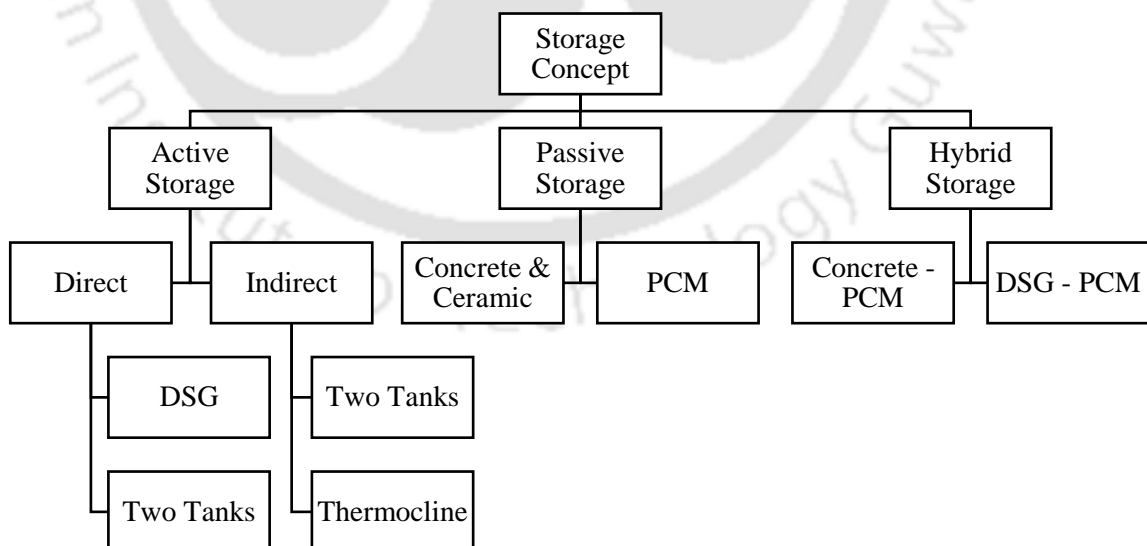 Storage
Concept
Active
Storage
Passive
Storage
Hybrid
Storage
Direct
Indirect
Concrete &
Ceramic
PCM
Concrete -
PCM
DSG - PCM
DSG
Two Tanks
Two Tanks
Thermocline